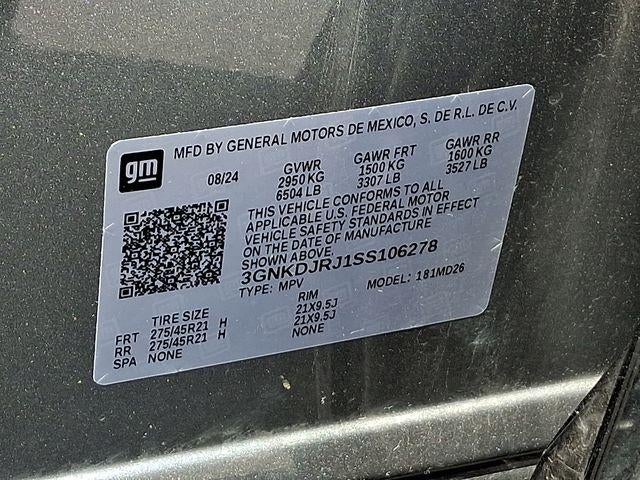 gm
MFD BY GENERAL MOTORS DE MEXICO, S. DE R.L. DE C.V.
08/24 GVWR GAWR FRT GAWR RR
2950 KG 1500 KG 1600 KG
6504 LB 3307 LB 3527 LB
THIS VEHICLE CONFORMS TO ALL
APPLICABLE U.S. FEDERAL MOTOR
VEHICLE SAFETY STANDARDS IN EFFECT
ON THE DATE OF MANUFACTURE
SHOWN ABOVE.
3GNKDJRJ1SS106278
TYPE: MPV MODEL: 181MD26
TIRE SIZE RIM
FRT 275/45R21 H 21X9.5J
RR 275/45R21 H 21X9.5J
SPA NONE NONE